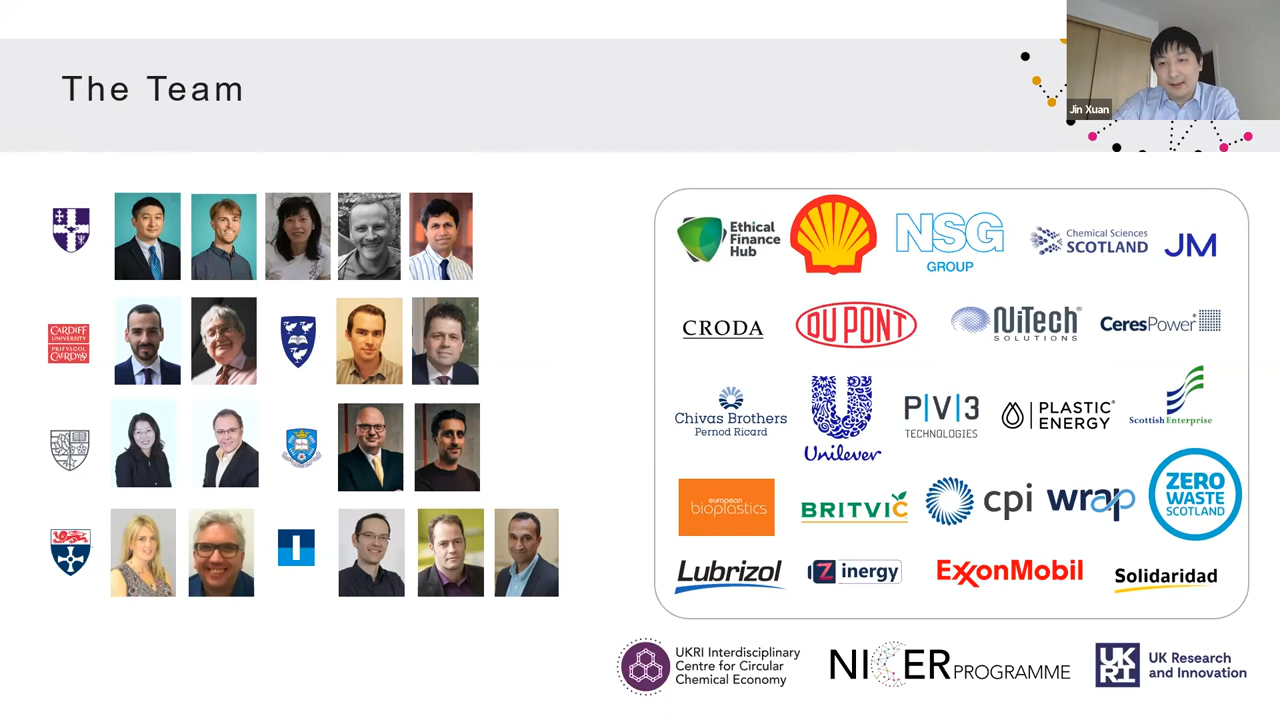 The Team
Jin Xuan
CARDIFF
UNIVERSITY
PRIFYSGOL
CAERDYDD
Ethical
Finance
Hub
NSG
GROUP
Chemical Sciences
SCOTLAND
JM
CRODA
DUPONT
NiTech®
SOLUTIONS
CeresPower
Chivas Brothers
Pernod Ricard
Unilever
P|V|3
TECHNOLOGIES
PLASTIC
ENERGY®
Scottish Enterprise
european
bioplastics
BRITVIC
cpi
wrap
ZERO
WASTE
SCOTLAND
Lubrizol
Zinergy
ExxonMobil
Solidaridad
UKRI Interdisciplinary
Centre for Circular
Chemical Economy
NICER PROGRAMME
UK
RI
UK Research
and Innovation